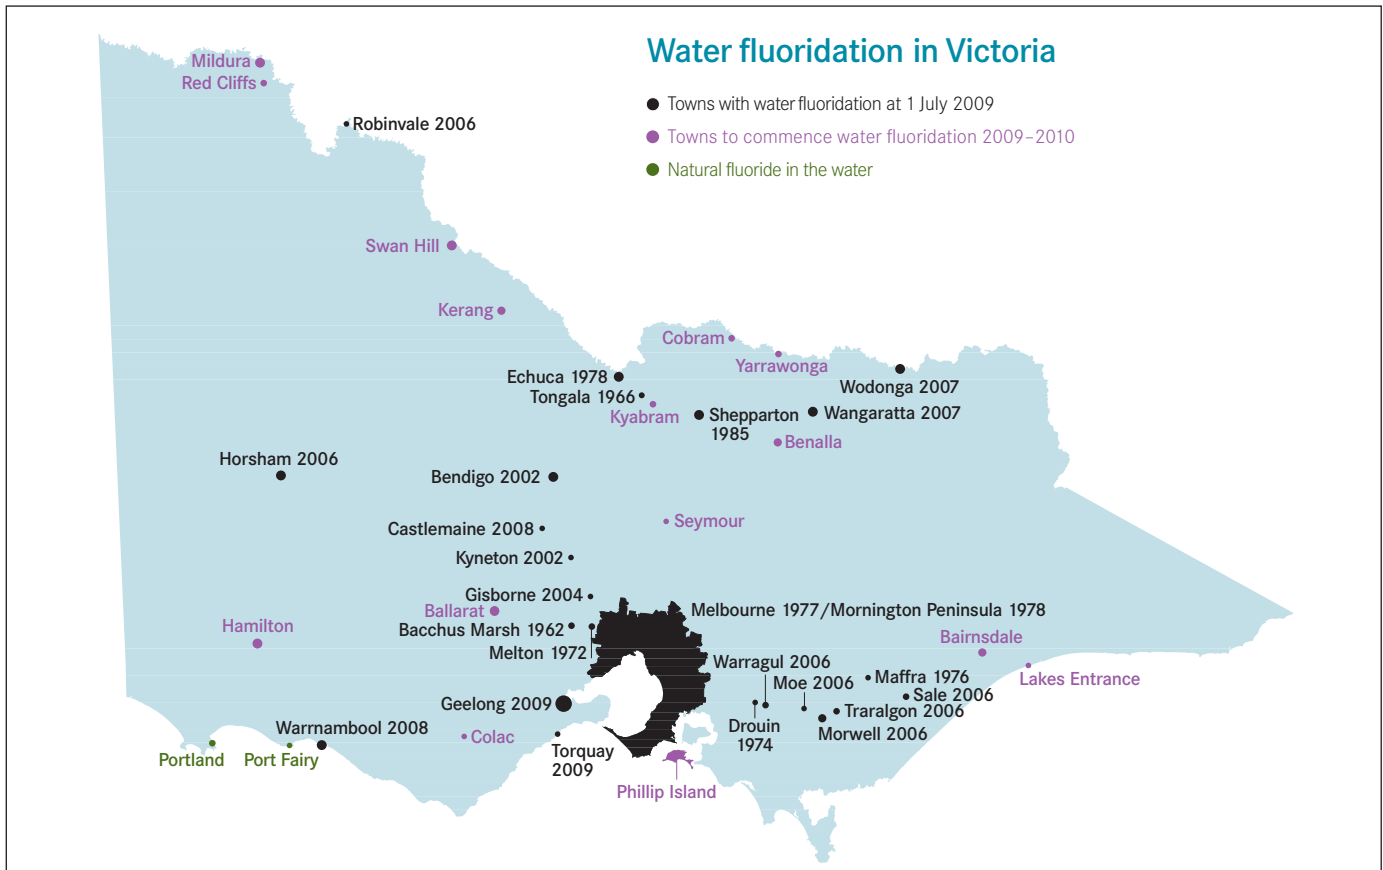 Water fluoridation in Victoria
Towns with water fluoridation at 1 July 2009
Towns to commence water fluoridation 2009–2010
Natural fluoride in the water
Mildura
Red Cliffs
Robinvale 2006
Swan Hill
Kerang
Cobram
Yarrawonga
Echuca 1978
Wodonga 2007
Tongala 1966
Kyabram
Shepparton
1985
Wangaratta 2007
Benalla
Horsham 2006
Bendigo 2002
Castlemaine 2008
Seymour
Kyneton 2002
Gisborne 2004
Ballarat
Melbourne 1977/Mornington Peninsula 1978
Hamilton
Bacchus Marsh 1962
Bairnsdale
Melton 1972
Warragul 2006
Moe 2006
Maffra 1976
Lakes Entrance
Sale 2006
Geelong 2009
Traralgon 2006
Drouin
1974
Morwell 2006
Warrnambool 2008
Colac
Torquay
2009
Portland
Port Fairy
Phillip Island